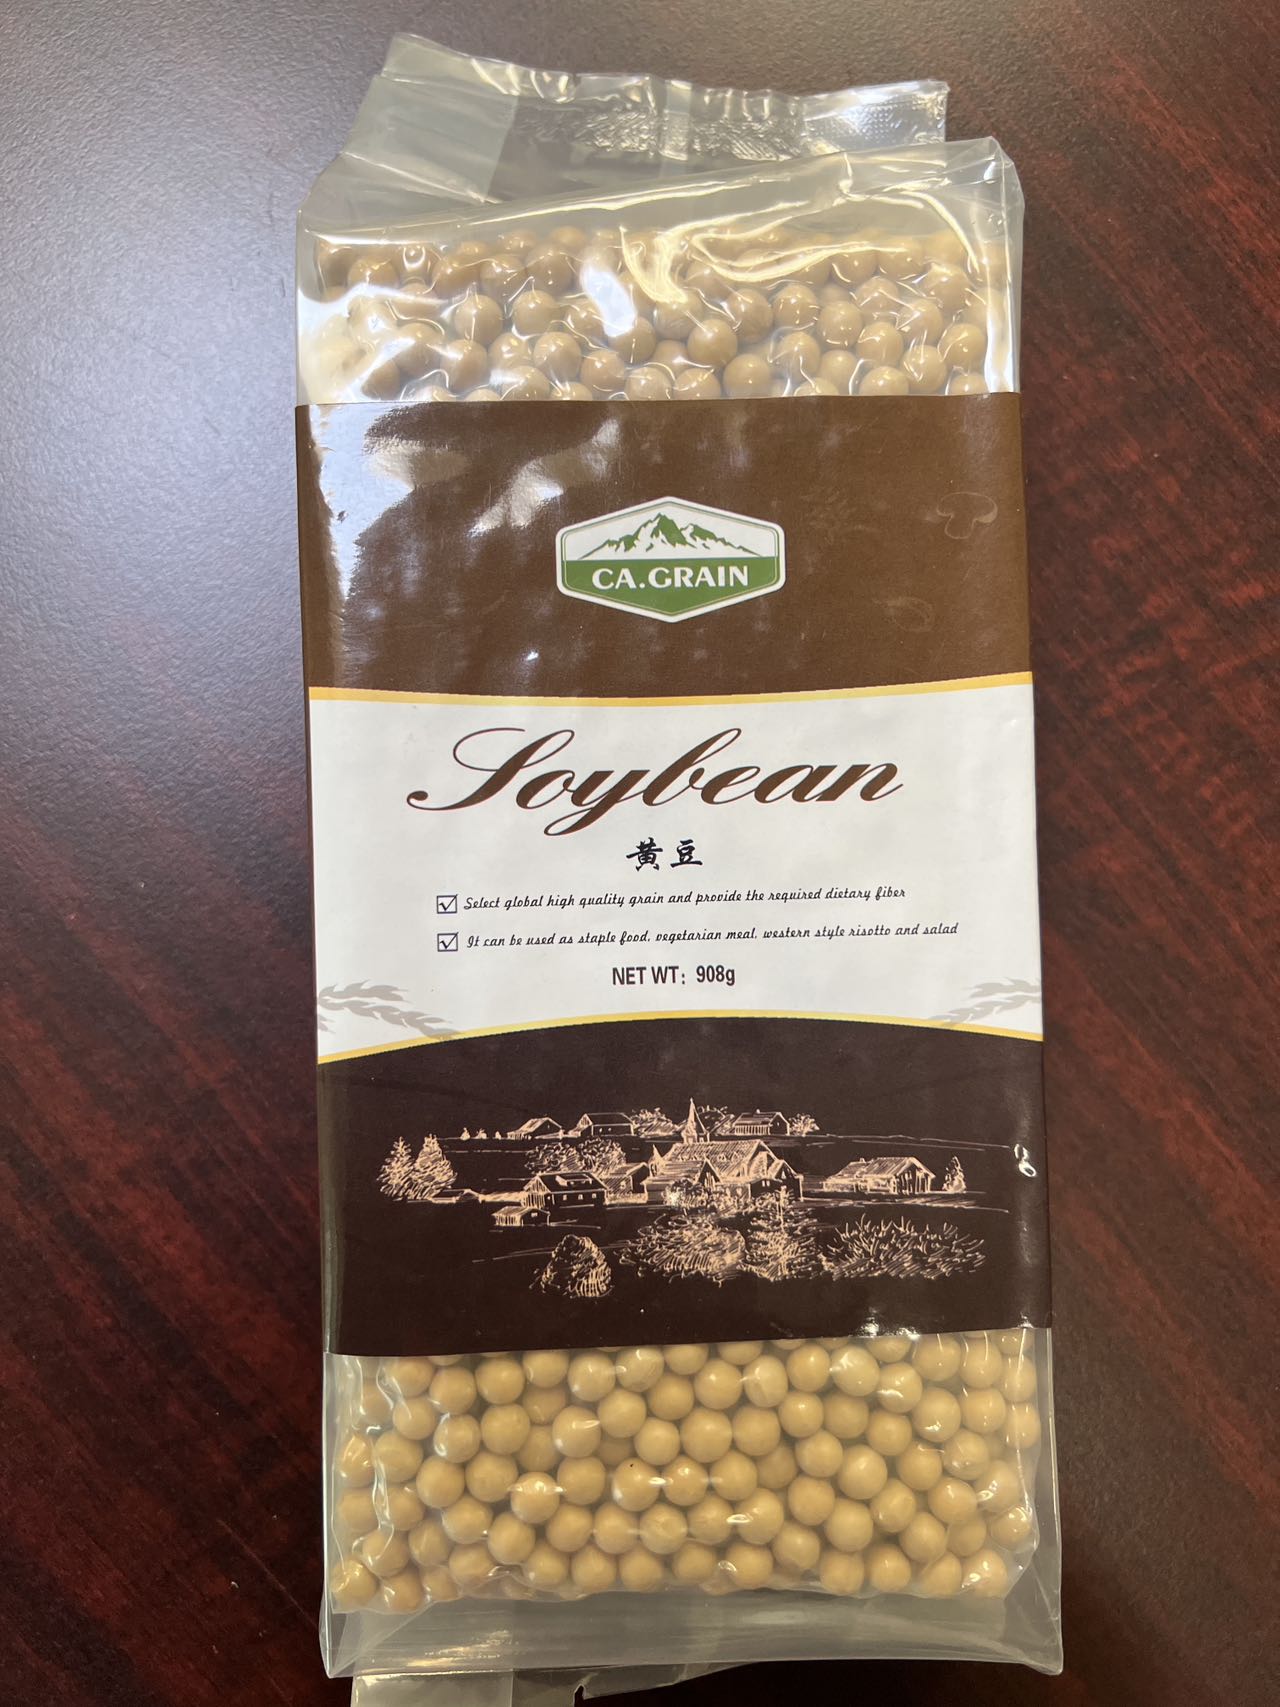 CA.GRAIN
Soybean
黄豆
Select global high quality grain and provide the required dietary fiber
It can be used as staple food, vegetarian meal, western style risotto and salad
NET WT: 908g